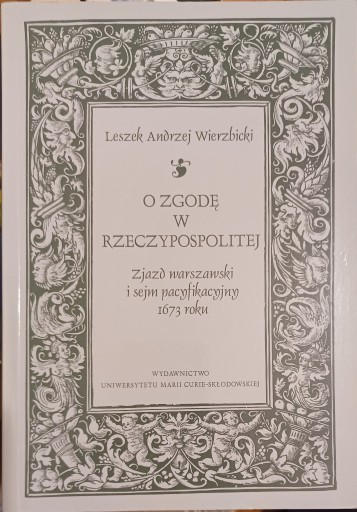 Leszek Andrzej Wierzbicki
O ZGODĘ
W
RZECZYPOSPOLITEJ
Zjazd warszawski
i sejm pacyfikacyjny
1673 roku
WYDAWNICTWO
UNIWERSYTETU MARII CURIE-SKŁODOWSKIEJ